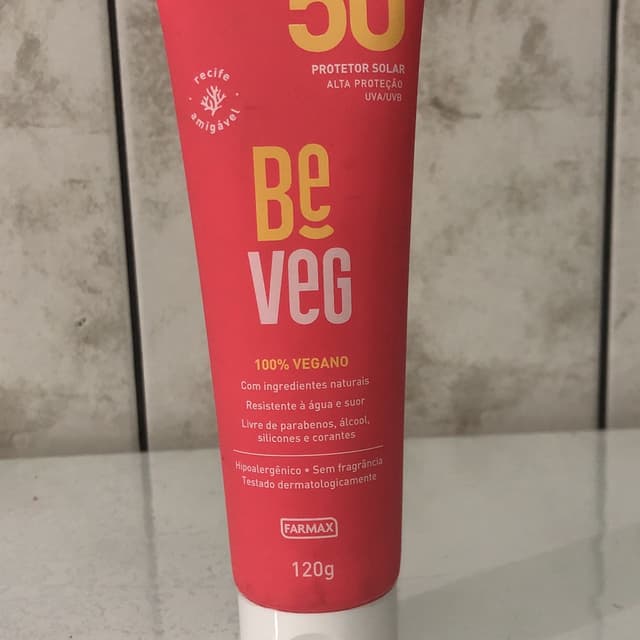 50
PROTETOR SOLAR
ALTA PROTEÇÃO
UVA/UVB
recife
amigável
Be
veG
100% VEGANO
Com ingredientes naturais
Resistente à água e suor
Livre de parabenos, álcool,
silicones e corantes
Hipoalergênico • Sem fragrância
Testado dermatologicamente
FARMAX
120g